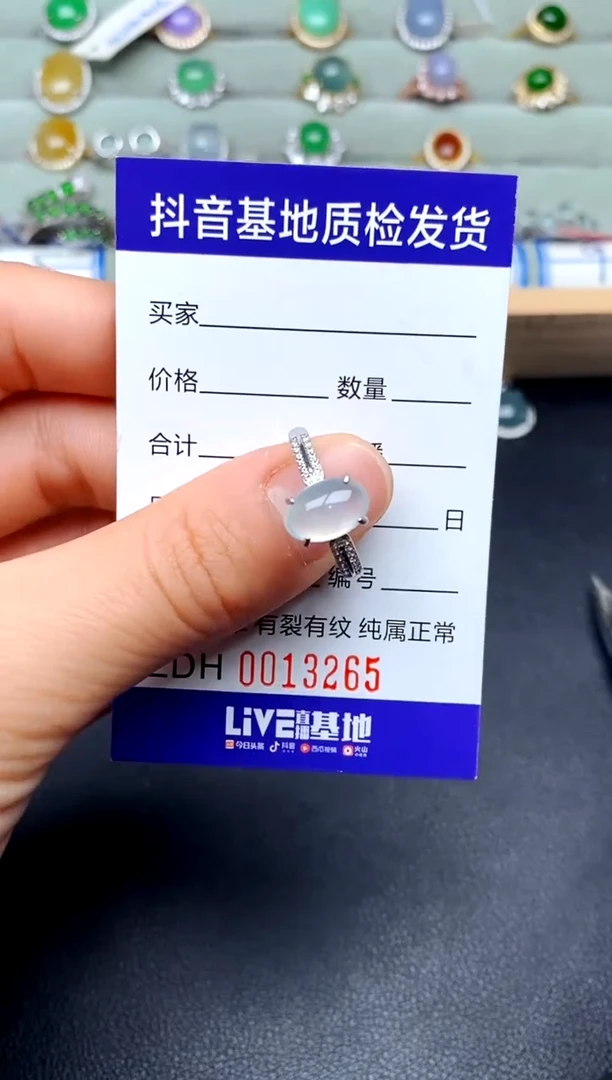 抖音基地质检发货
买家
价格 数量
合计
日
编号
有裂有纹 纯属正常
DH 0013265
LiVE直播基地
今日头条 抖音 西瓜视频 火山